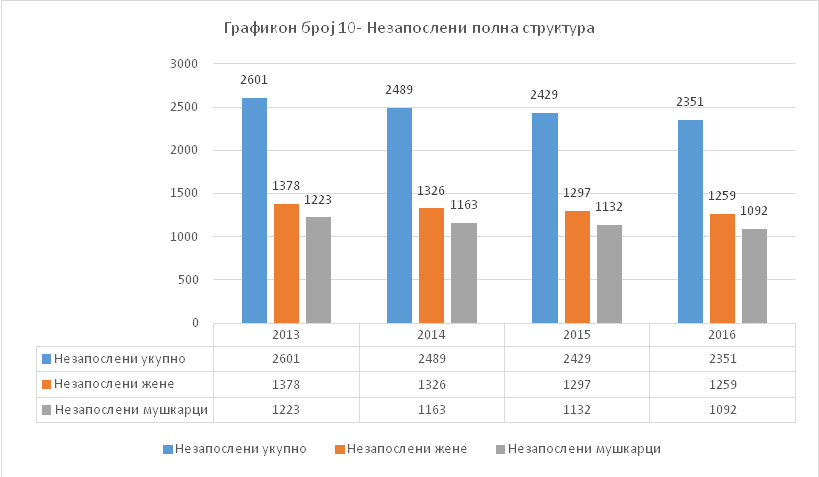 Графикон број 10- Незапослени полна структура
3000
2500
2000
1500
1000
500
0
2601 1378 1223
2489 1326 1163
2429 1297 1132
2351 1259 1092
2013 2014 2015 2016
Незапослени укупно 2601 2489 2429 2351
Незапослени жене 1378 1326 1297 1259
Незапослени мушкарци 1223 1163 1132 1092
Незапослени укупно Незапослени жене Незапослени мушкарци